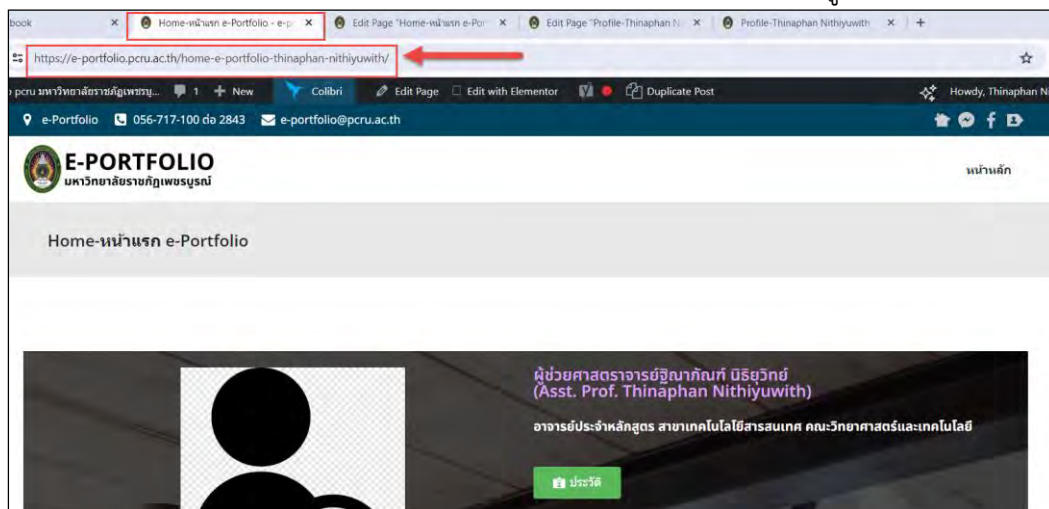 book
Home-หน้าแรก e-Portfolio - e-p
Edit Page "Home-หน้าแรก e-Por
Edit Page "Profile-Thinaphan N
Profile-Thinaphan Nithiyuwith
https://e-portfolio.pcru.ac.th/home-e-portfolio-thinaphan-nithiyuwith/
pcru มหาวิทยาลัยราชภัฏเพชรบู... 1 + New Colibri Edit Page Edit with Elementor Duplicate Post Howdy, Thinaphan Ni
e-Portfolio 056-717-100 ต่อ 2843 e-portfolio@pcru.ac.th
E-PORTFOLIO
มหาวิทยาลัยราชภัฏเพชรบูรณ์
หน้าหลัก
Home-หน้าแรก e-Portfolio
ผู้ช่วยศาสตราจารย์ฐิณาภัณฑ์ นิธิยุวิทย์
(Asst. Prof. Thinaphan Nithiyuwith)
อาจารย์ประจำหลักสูตร สาขาเทคโนโลโยีสารสนเทศ คณะวิทยาศาสตร์และเทคโนโลยี
ประวัติ